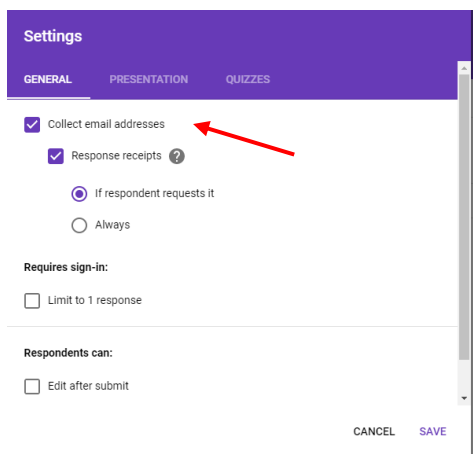 Settings
GENERAL PRESENTATION QUIZZES
Collect email addresses
Response receipts ?
If respondent requests it
Always
Requires sign-in:
Limit to 1 response
Respondents can:
Edit after submit
CANCEL SAVE